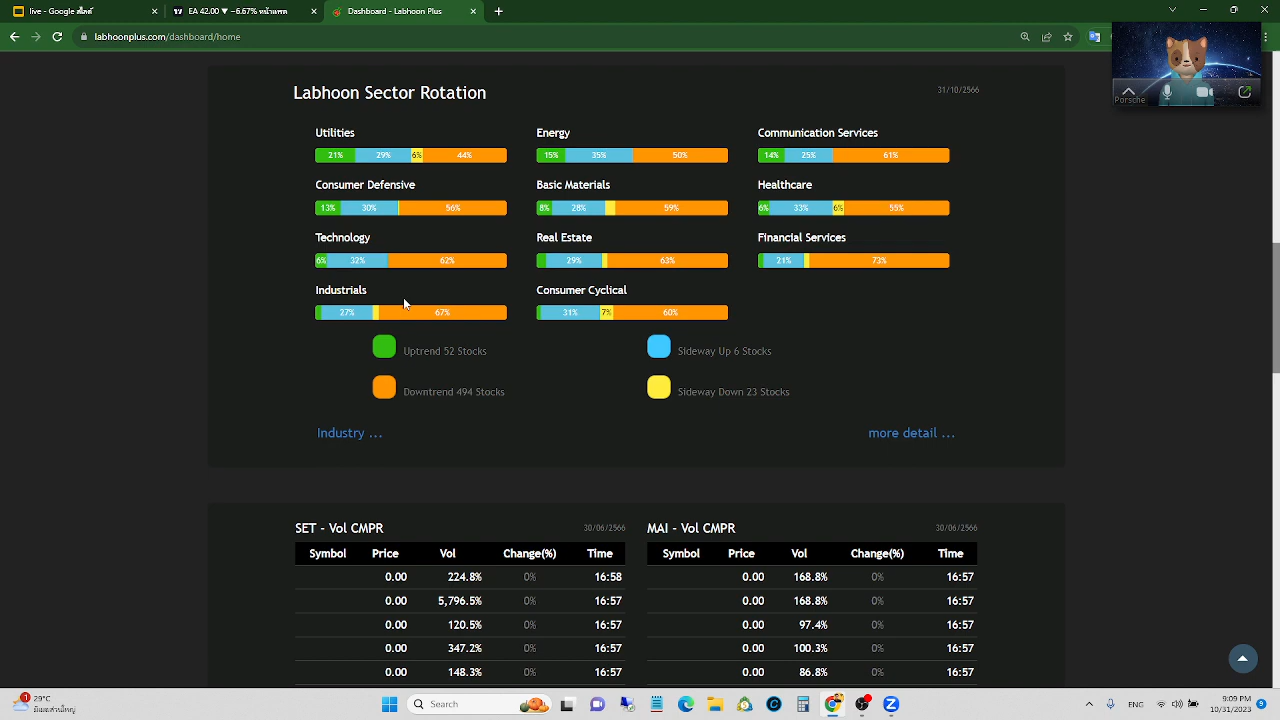 live - Google สไลด์
EA 42.00 ▼ −6.67% หน่วยทร
Dashboard - Labhoon Plus
labhoonplus.com/dashboard/home
Porsche
Labhoon Sector Rotation
31/10/2566
Utilities
21% 29% 6% 44%
Energy
15% 35% 50%
Communication Services
14% 25% 61%
Consumer Defensive
13% 30% 56%
Basic Materials
8% 28% 59%
Healthcare
6% 33% 6% 55%
Technology
6% 32% 62%
Real Estate
29% 63%
Financial Services
21% 73%
Industrials
27% 67%
Consumer Cyclical
31% 7% 60%
Uptrend 52 Stocks
Sideway Up 6 Stocks
Downtrend 494 Stocks
Sideway Down 23 Stocks
Industry ...
more detail ...
SET - Vol CMPR
30/06/2566
Symbol Price Vol Change(%) Time
0.00 224.8% 0% 16:58
0.00 5,796.5% 0% 16:57
0.00 120.5% 0% 16:57
0.00 347.2% 0% 16:57
0.00 148.3% 0% 16:57
MAI - Vol CMPR
30/06/2566
Symbol Price Vol Change(%) Time
0.00 168.8% 0% 16:57
0.00 168.8% 0% 16:57
0.00 97.4% 0% 16:57
0.00 100.3% 0% 16:57
0.00 86.8% 0% 16:57
1
29°C
Search
9:09 PM
10/31/2023
9